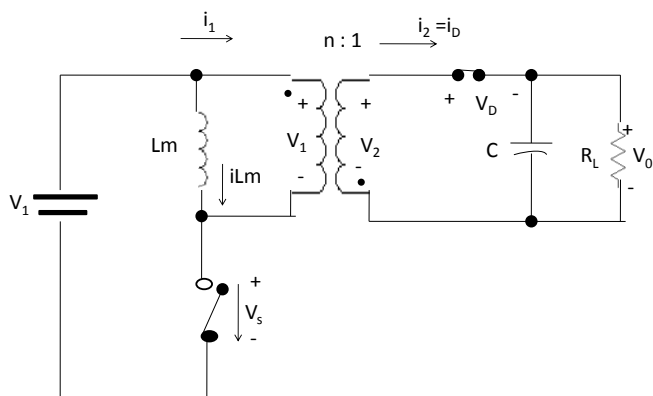 i1
n : 1
i2 =iD
+
+
+
VD
-
Lm
V1
V2
C
RL
+
V0
-
iLm
-
-
V1
+
Vs
-